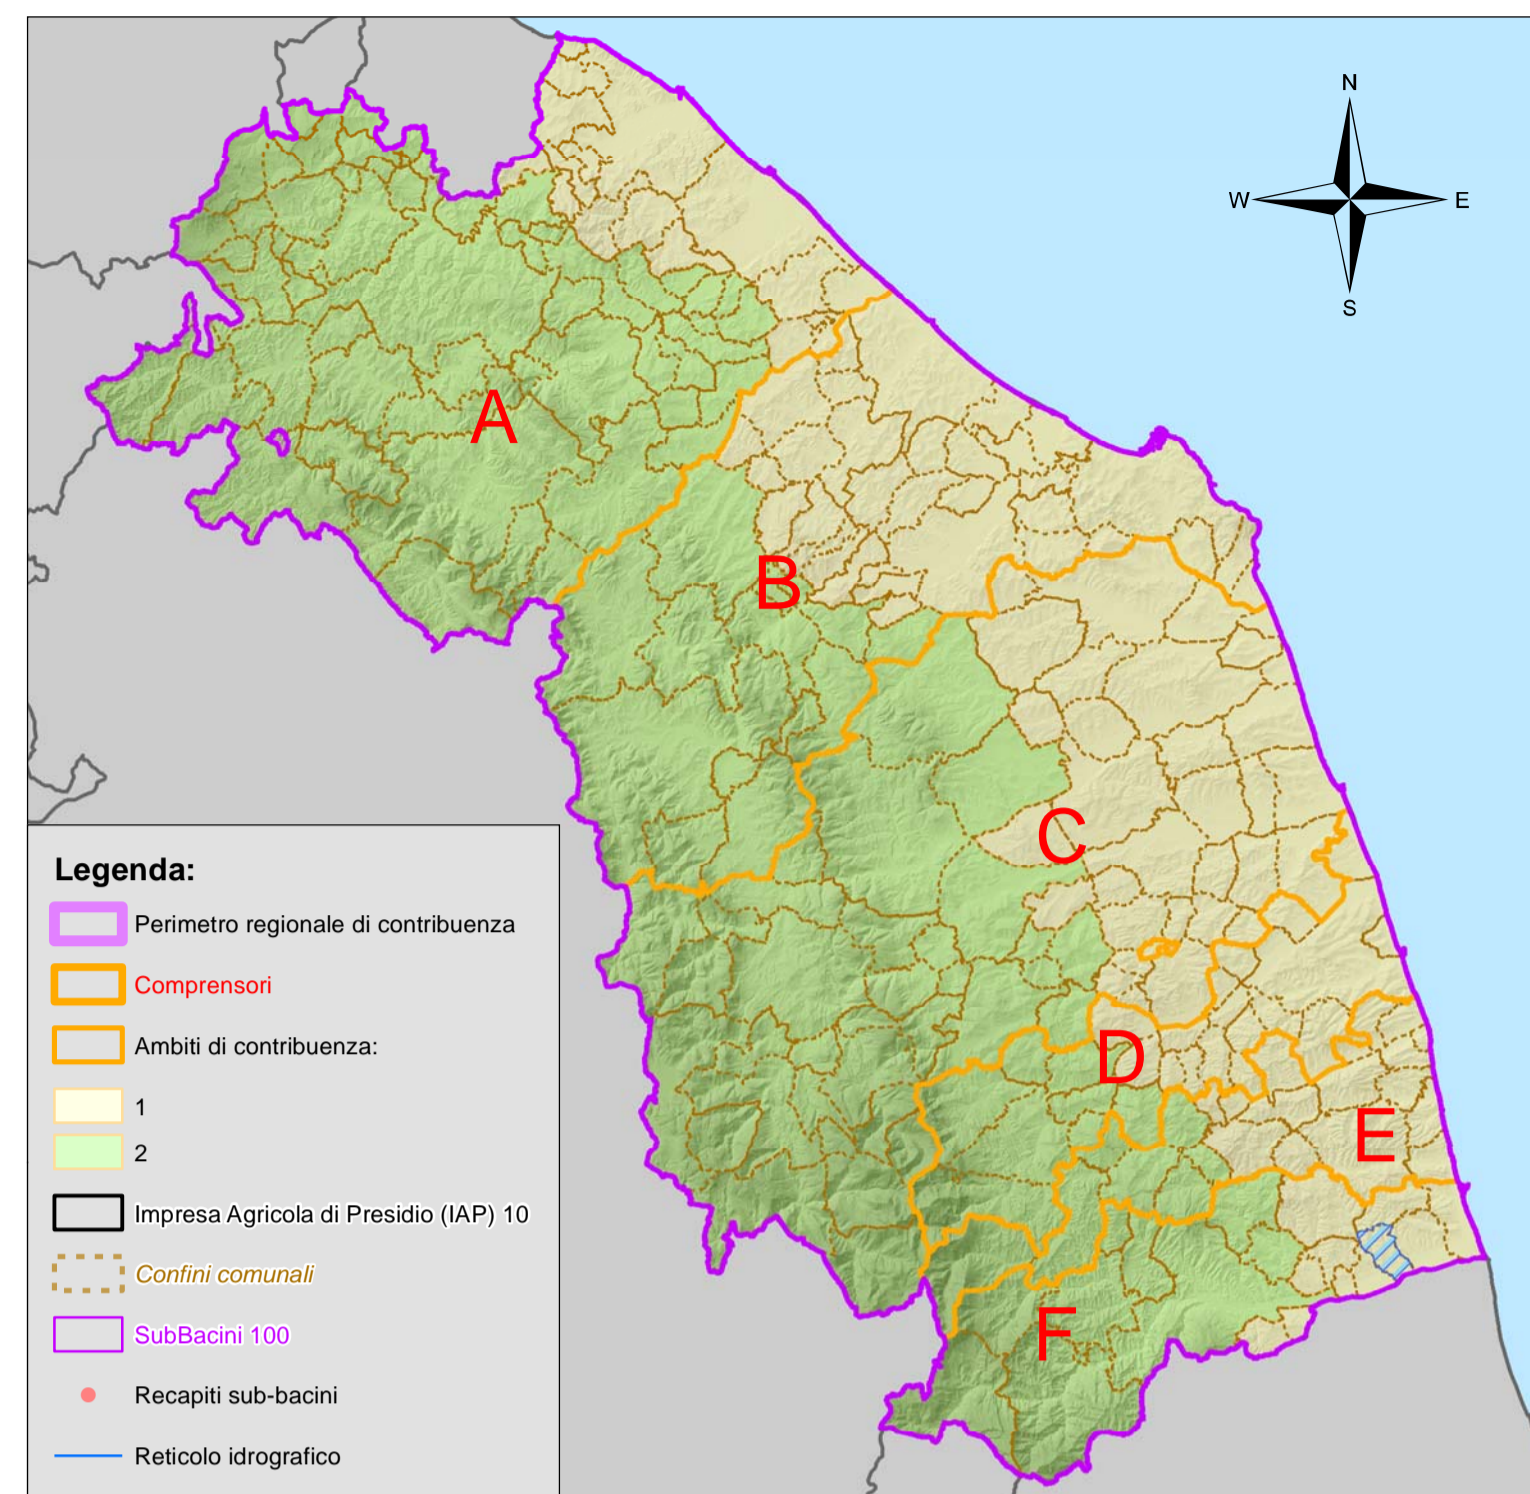 N
W E
S
A
B
C
D
E
F
Legenda:
Perimetro regionale di contribuenza
Comprensori
Ambiti di contribuenza:
1
2
Impresa Agricola di Presidio (IAP) 10
Confini comunali
SubBacini 100
Recapiti sub-bacini
Reticolo idrografico